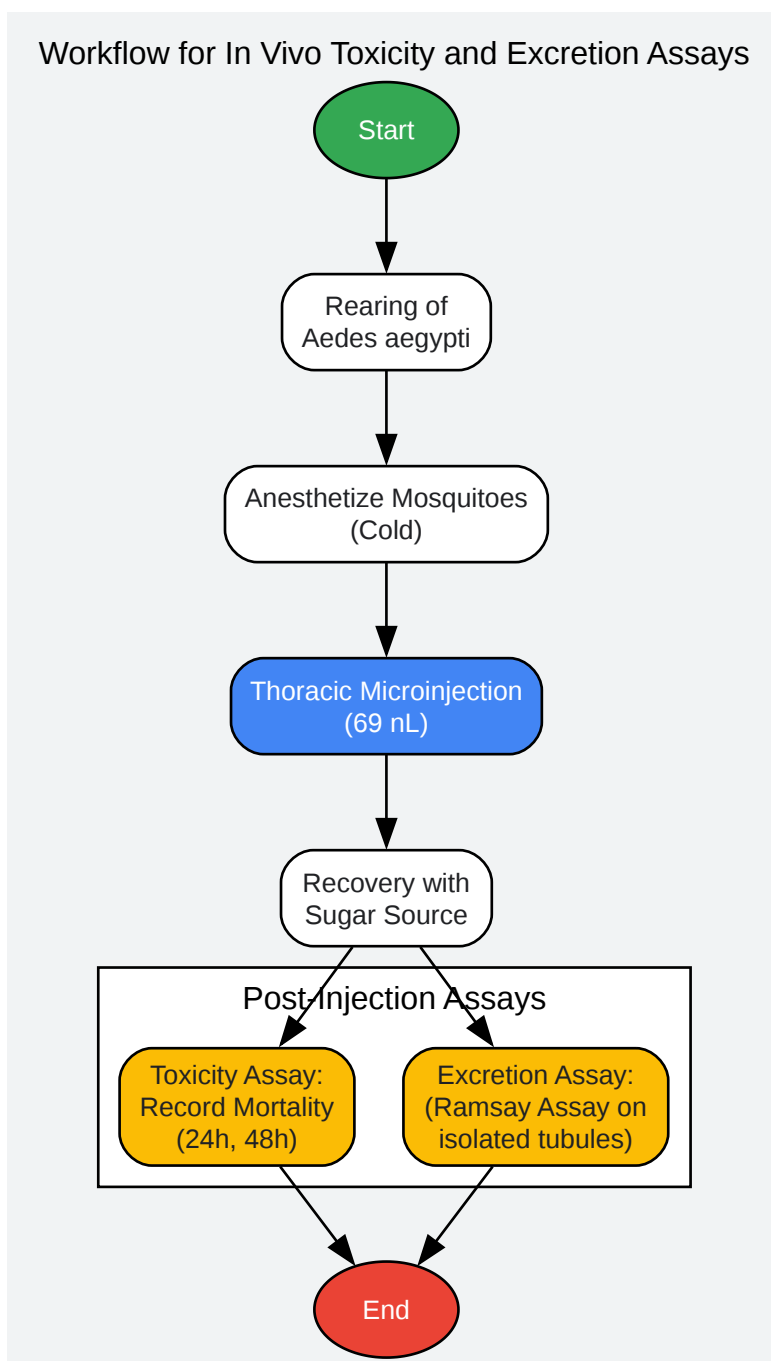 Workflow for In Vivo Toxicity and Excretion Assays
Start
Rearing of
Aedes aegypti
Anesthetize Mosquitoes
(Cold)
Thoracic Microinjection
(69 nL)
Recovery with
Sugar Source
Post-Injection Assays
Toxicity Assay:
Record Mortality
(24h, 48h)
Excretion Assay:
(Ramsay Assay on
isolated tubules)
End